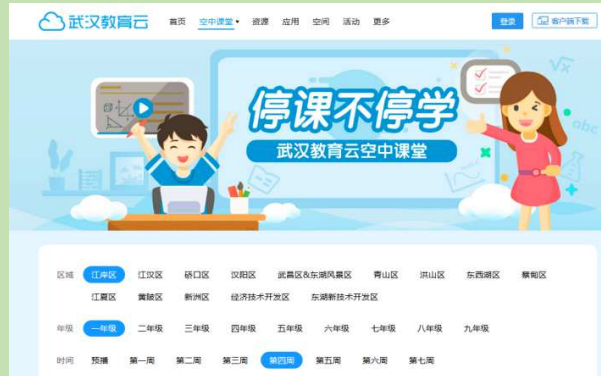 武汉教育云 首页 空中课堂 资源 应用 空间 活动 更多 登录 客户端下载
停课不停学
武汉教育云空中课堂
√x
abc
区域 江岸区 江汉区 硚口区 汉阳区 武昌区&东湖风景区 青山区 洪山区 东西湖区 蔡甸区
江夏区 黄陂区 新洲区 经济技术开发区 东湖新技术开发区
年级 一年级 二年级 三年级 四年级 五年级 六年级 七年级 八年级 九年级
时间 预播 第一周 第二周 第三周 第四周 第五周 第六周 第七周